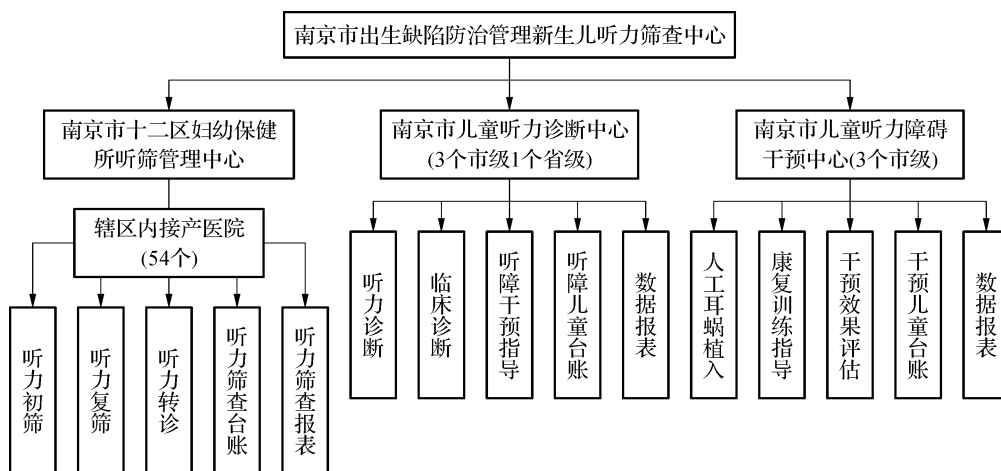 南京市出生缺陷防治管理新生儿听力筛查中心
南京市十二区妇幼保健
所听筛管理中心
南京市儿童听力诊断中心
(3个市级1个省级)
南京市儿童听力障碍
干预中心(3个市级)
辖区内接产医院
(54个)
听力初筛
听力复筛
听力转诊
听力筛查台账
听力筛查报表
听力诊断
临床诊断
听障干预指导
听障儿童台账
数据报表
人工耳蜗植入
康复训练指导
干预效果评估
干预儿童台账
数据报表